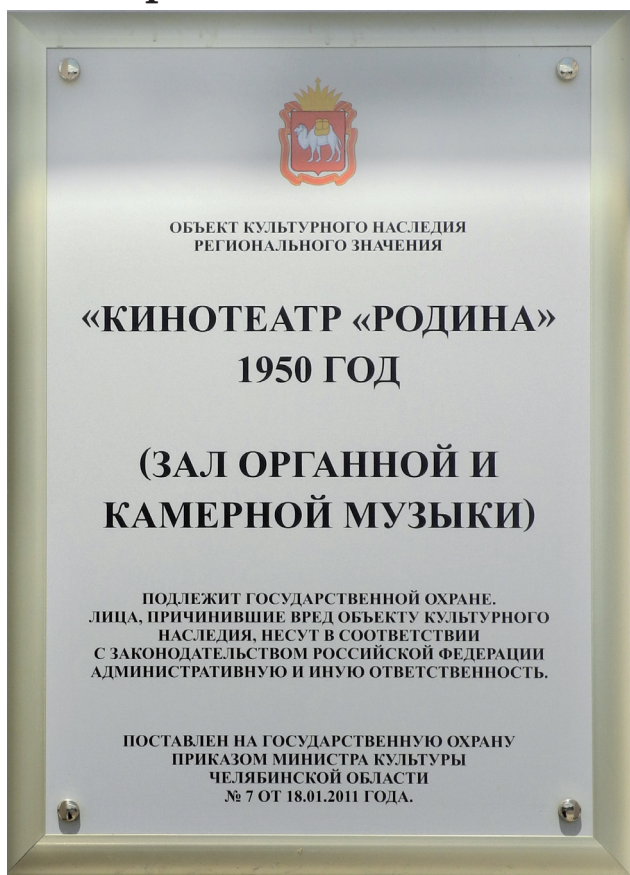 ОБЪЕКТ КУЛЬТУРНОГО НАСЛЕДИЯ
РЕГИОНАЛЬНОГО ЗНАЧЕНИЯ
«КИНОТЕАТР «РОДИНА»
1950 ГОД
(ЗАЛ ОРГАННОЙ И
КАМЕРНОЙ МУЗЫКИ)
ПОДЛЕЖИТ ГОСУДАРСТВЕННОЙ ОХРАНЕ.
ЛИЦА, ПРИЧИНИВШИЕ ВРЕД ОБЪЕКТУ КУЛЬТУРНОГО
НАСЛЕДИЯ, НЕСУТ В СООТВЕТСТВИИ
С ЗАКОНОДАТЕЛЬСТВОМ РОССИЙСКОЙ ФЕДЕРАЦИИ
АДМИНИСТРАТИВНУЮ И ИНУЮ ОТВЕТСТВЕННОСТЬ.
ПОСТАВЛЕН НА ГОСУДАРСТВЕННУЮ ОХРАНУ
ПРИКАЗОМ МИНИСТРА КУЛЬТУРЫ
ЧЕЛЯБИНСКОЙ ОБЛАСТИ
№ 7 ОТ 18.01.2011 ГОДА.